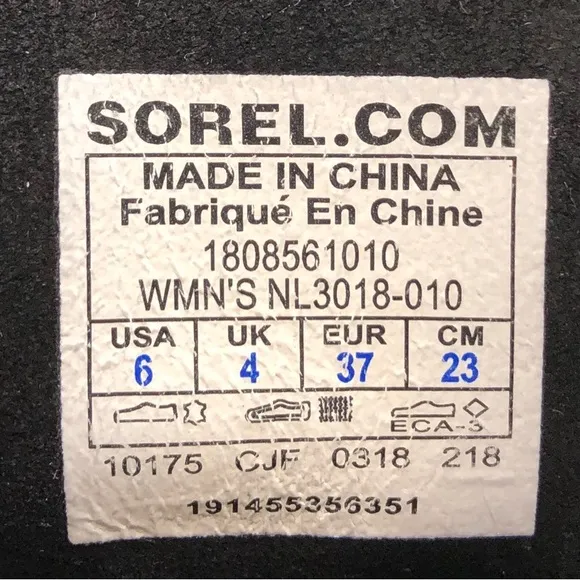 SOREL.COM
MADE IN CHINA
Fabriqué En Chine
1808561010
WMN'S NL3018-010
USA UK EUR CM
6 4 37 23
ECA-3
10175 CJF 0318 218
191455356351